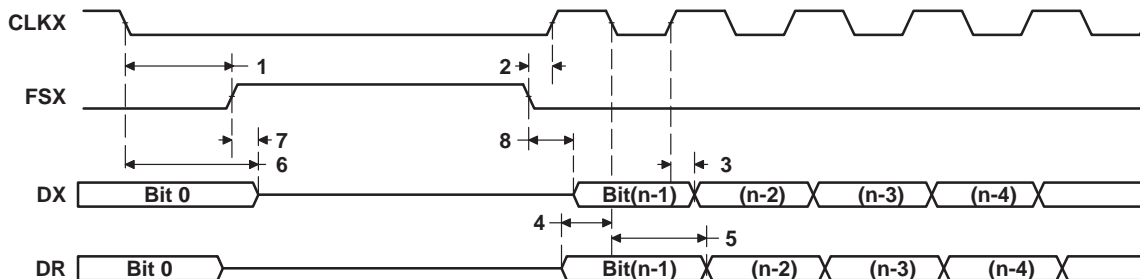 CLKX
1
2
FSX
7
8
6
3
DX
Bit 0
Bit(n-1)
(n-2)
(n-3)
(n-4)
4
5
DR
Bit 0
Bit(n-1)
(n-2)
(n-3)
(n-4)